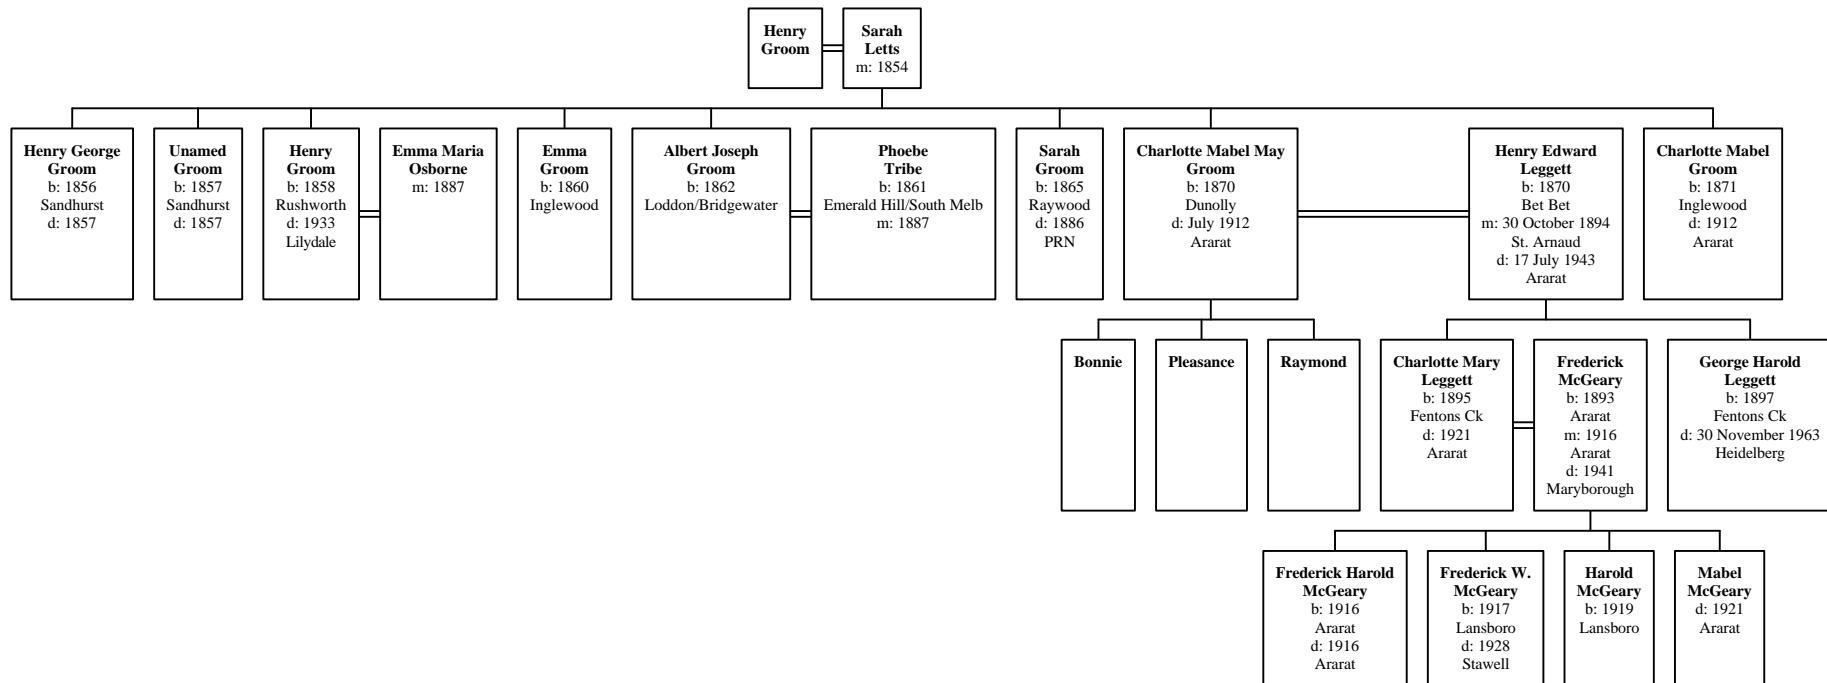 Henry
Groom
Sarah
Letts
m: 1854
Henry George
Groom
b: 1856
Sandhurst
d: 1857
Unamed
Groom
b: 1857
Sandhurst
d: 1857
Henry
Groom
b: 1858
Rushworth
d: 1933
Lilydale
Emma Maria
Osborne
m: 1887
Emma
Groom
b: 1860
Inglewood
Albert Joseph
Groom
b: 1862
Loddon/Bridgewater
Phoebe
Tribe
b: 1861
Emerald Hill/South Melb
m: 1887
Sarah
Groom
b: 1865
Raywood
d: 1886
PRN
Charlotte Mabel May
Groom
b: 1870
Dunolly
d: July 1912
Ararat
Henry Edward
Leggett
b: 1870
Bet Bet
m: 30 October 1894
St. Arnaud
d: 17 July 1943
Ararat
Charlotte Mabel
Groom
b: 1871
Inglewood
d: 1912
Ararat
Bonnie
Pleasance
Raymond
Charlotte Mary
Leggett
b: 1895
Fentons Ck
d: 1921
Ararat
Frederick
McGeary
b: 1893
Ararat
m: 1916
Ararat
d: 1941
Maryborough
George Harold
Leggett
b: 1897
Fentons Ck
d: 30 November 1963
Heidelberg
Frederick Harold
McGeary
b: 1916
Ararat
d: 1916
Ararat
Frederick W.
McGeary
b: 1917
Lansboro
d: 1928
Stawell
Harold
McGeary
b: 1919
Lansboro
Mabel
McGeary
d: 1921
Ararat